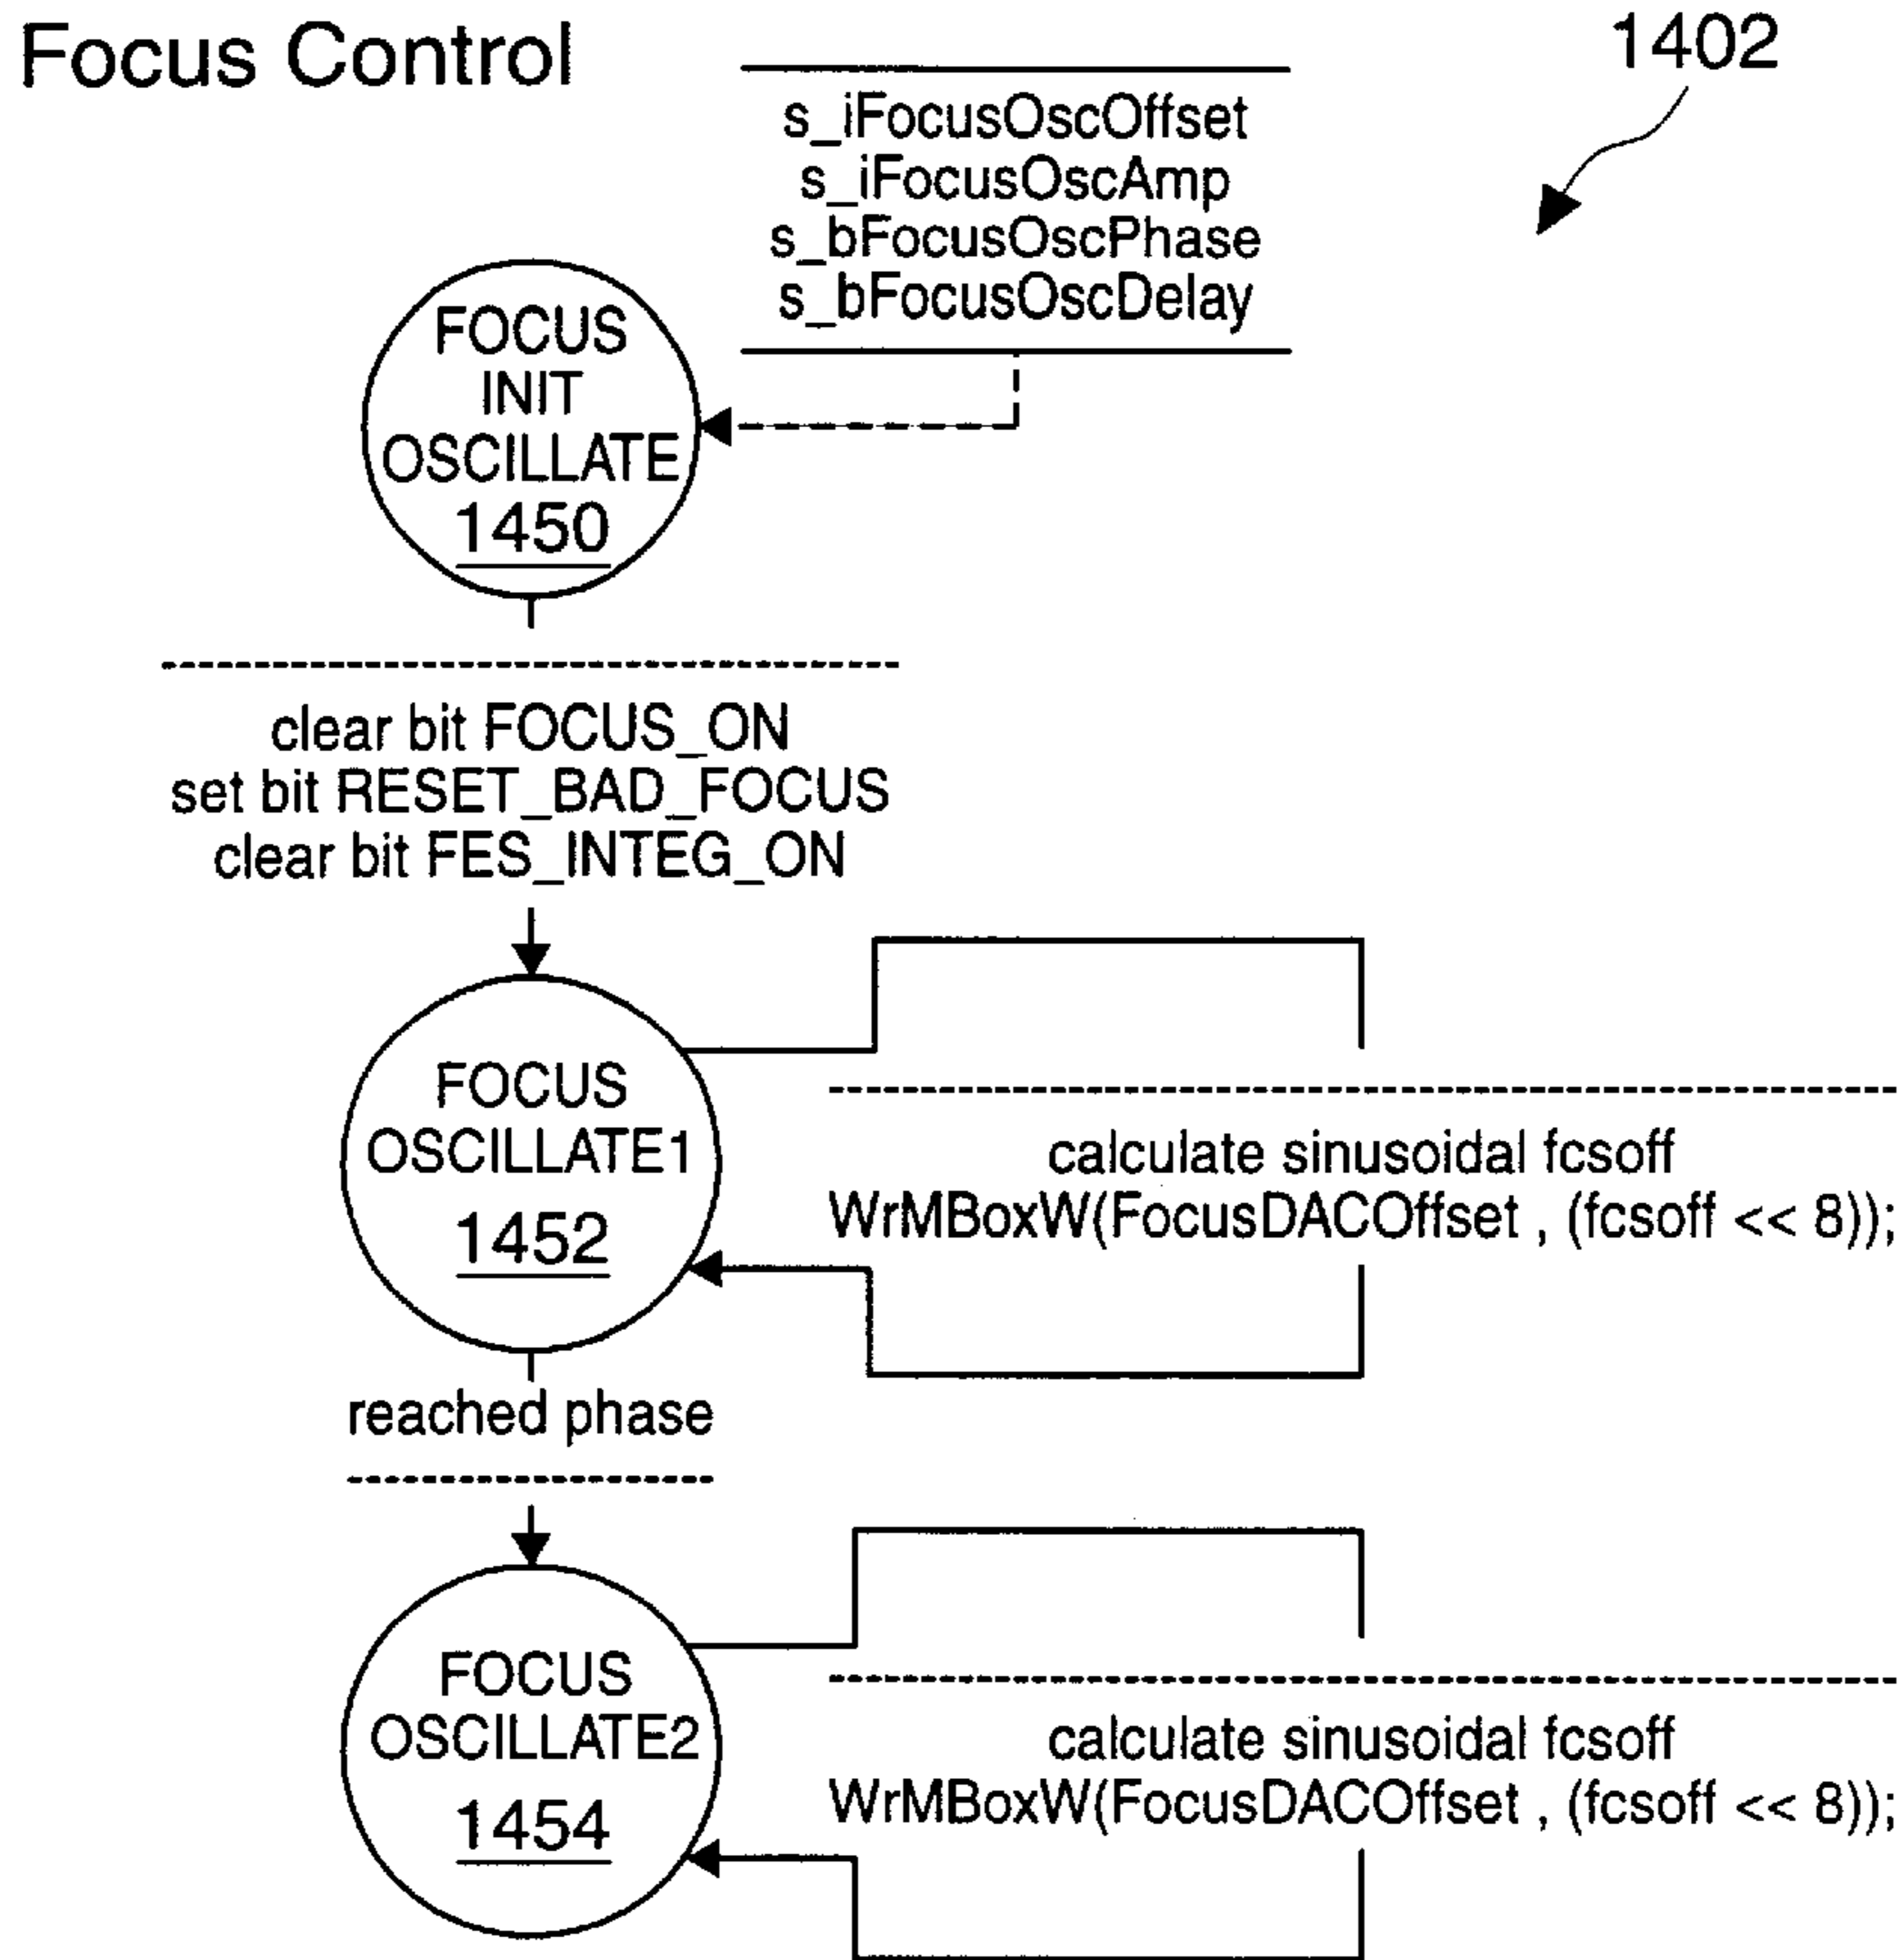 Focus Control
1402
s_iFocusOscOffset
s_iFocusOscAmp
s_bFocusOscPhase
s_bFocusOscDelay
FOCUS
INIT
OSCILLATE
1450
clear bit FOCUS_ON
set bit RESET_BAD_FOCUS
clear bit FES_INTEG_ON
FOCUS
OSCILLATE1
1452
calculate sinusoidal fcsoff
WrMBoxW(FocusDACOffset , (fcsoff << 8));
reached phase
FOCUS
OSCILLATE2
1454
calculate sinusoidal fcsoff
WrMBoxW(FocusDACOffset , (fcsoff << 8));